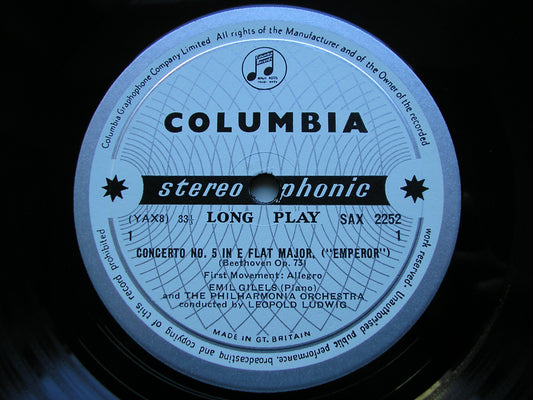 Columbia Graphophone Company Limited All rights of the Manufacturer and of the Owner of the recorded work reserved. Unauthorised public performance, broadcasting and copying of this record prohibited
COLUMBIA
stereophonic
(YAX8) 33⅓ LONG PLAY SAX 2252
1 1
CONCERTO NO. 5 IN E FLAT MAJOR, ("EMPEROR")
(Beethoven Op. 73)
First Movement: Allegro
EMIL GILELS (Piano)
and THE PHILHARMONIA ORCHESTRA
conducted by LEOPOLD LUDWIG
MADE IN GT. BRITAIN